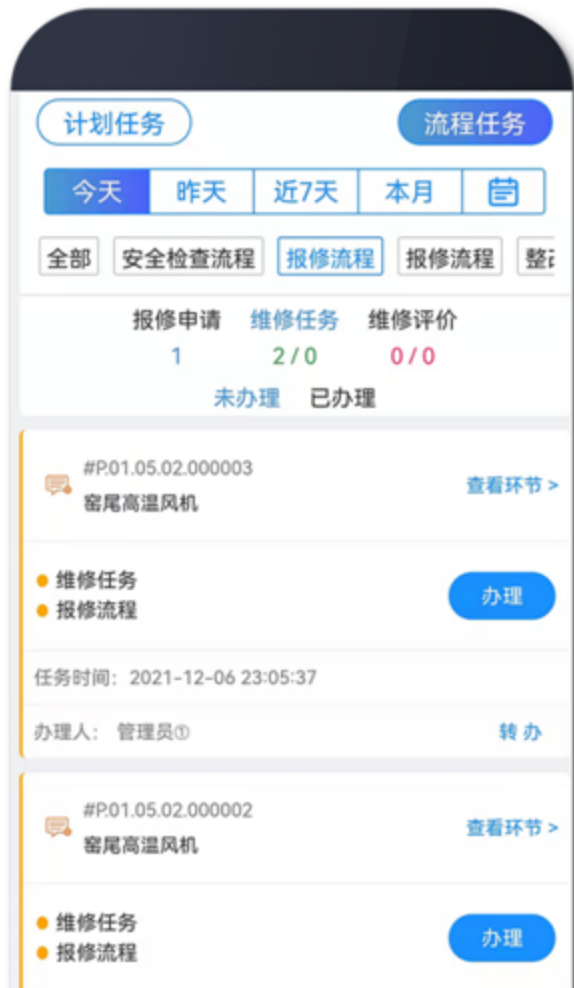 计划任务 流程任务
今天 昨天 近7天 本月
全部 安全检查流程 报修流程 报修流程 整
报修申请 维修任务 维修评价
1 2/0 0/0
未办理 已办理
#P.01.05.02.000003
窑尾高温风机
查看环节 >
维修任务
报修流程
办理
任务时间: 2021-12-06 23:05:37
办理人: 管理员① 转办
#P.01.05.02.000002
窑尾高温风机
查看环节 >
维修任务
报修流程
办理